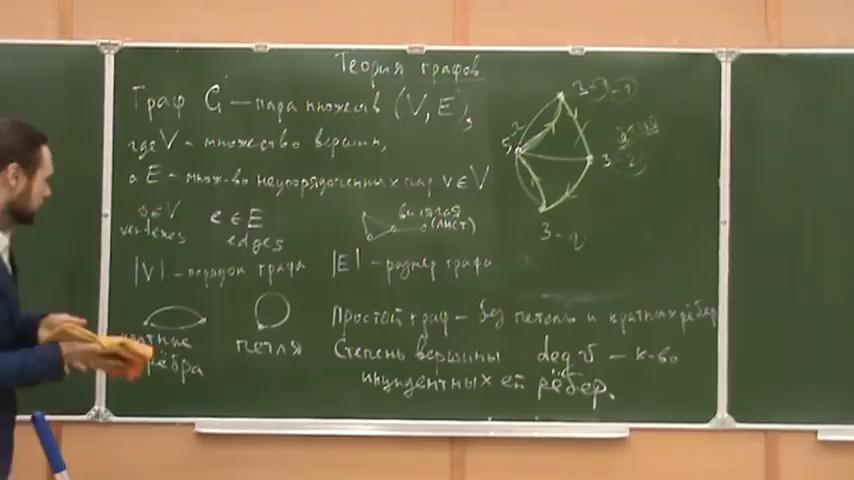 Теория графов
Граф G — пара множеств (V, E),
где V - множество вершин,
а E - множ-во неупорядоченных пар v ∈ V
v ∈ V e ∈ E
vertexes edges
висячая
(лист)
|V| - порядок графа |E| - размер графа
кратные
рёбра
петля
Простой граф - без петель и кратных рёбер
Степень вершины deg v - к-во
инцидентных ей рёбер.
5
3-2
3-2